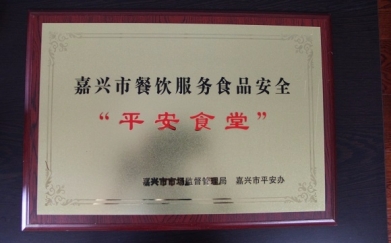 嘉兴市餐饮服务食品安全
“平安食堂”
嘉兴市市场监督管理局 嘉兴市平安办